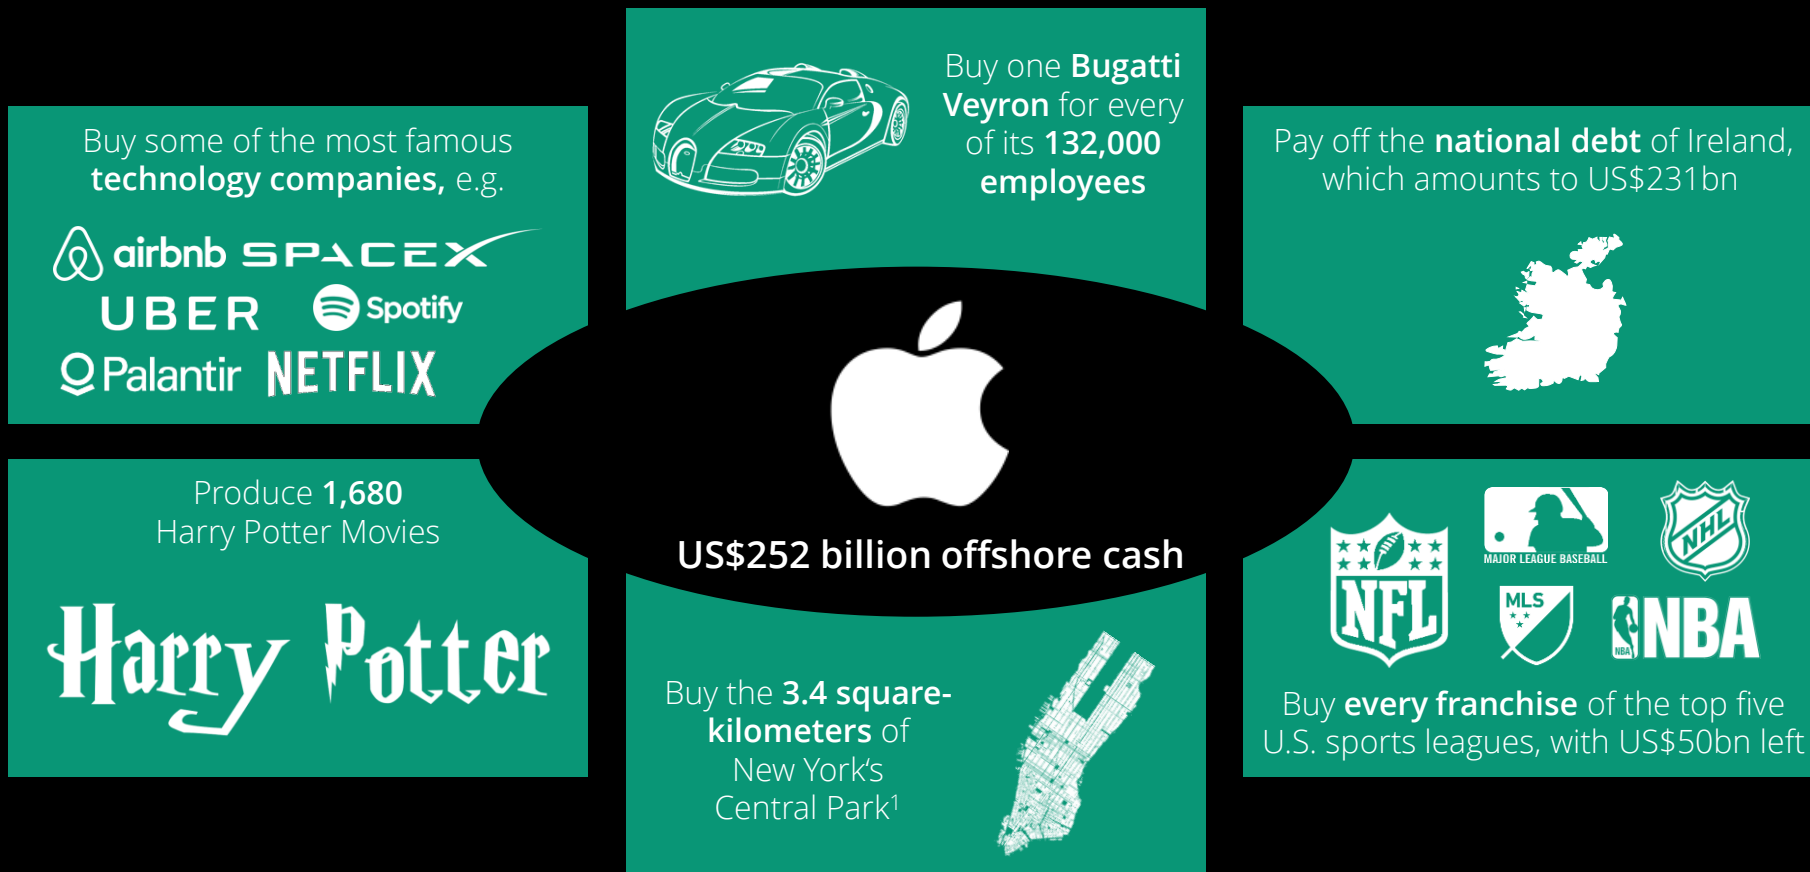 Buy some of the most famous
technology companies, e.g.
airbnb SPACEX
UBER Spotify
Palantir NETFLIX
Buy one Bugatti
Veyron for every
of its 132,000
employees
Pay off the national debt of Ireland,
which amounts to US$231bn
US$252 billion offshore cash
Produce 1,680
Harry Potter Movies
Harry Potter
Buy the 3.4 square-
kilometers of
New York‘s
Central Park¹
NFL
MAJOR LEAGUE BASEBALL
NHL
MLS
NBA
NBA
Buy every franchise of the top five
U.S. sports leagues, with US$50bn left